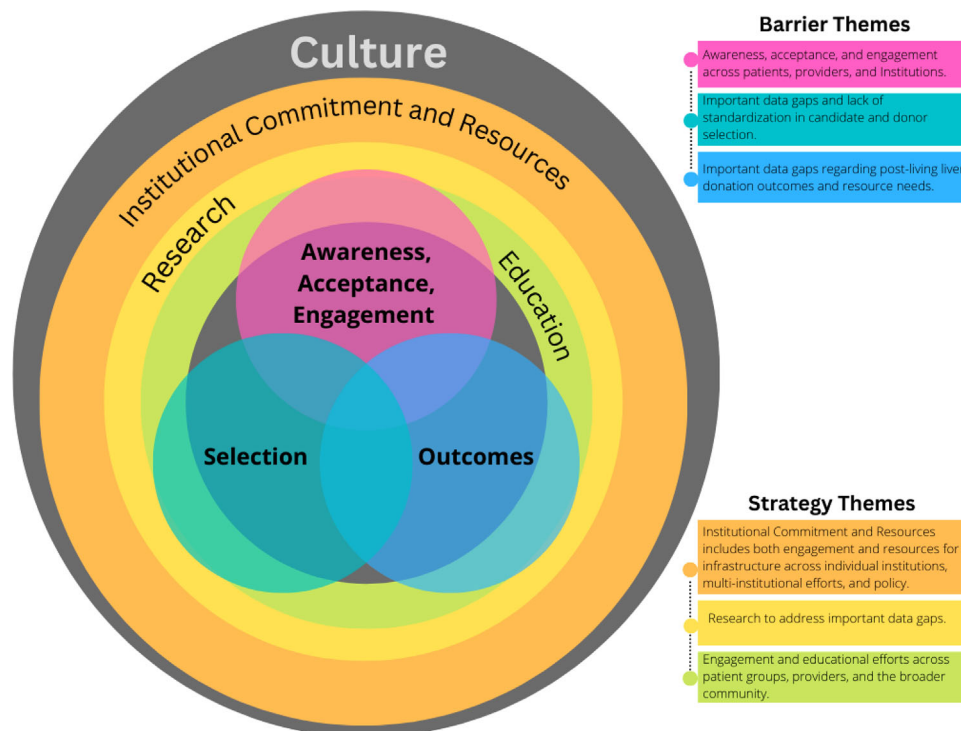 Culture
Institutional Commitment and Resources
Research
Education
Awareness,
Acceptance,
Engagement
Selection
Outcomes
Barrier Themes
Awareness, acceptance, and engagement
across patients, providers, and Institutions.
Important data gaps and lack of
standardization in candidate and donor
selection.
Important data gaps regarding post-living liver
donation outcomes and resource needs.
Strategy Themes
Institutional Commitment and Resources
includes both engagement and resources for
infrastructure across individual institutions,
multi-institutional efforts, and policy.
Research to address important data gaps.
Engagement and educational efforts across
patient groups, providers, and the broader
community.